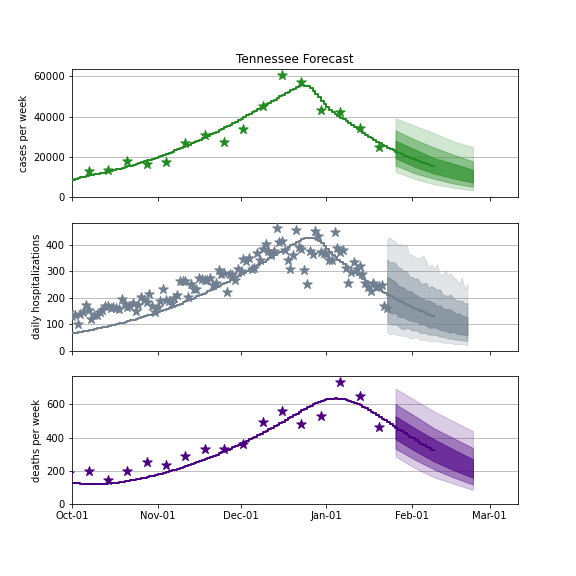 Tennessee Forecast
cases per week
60000
40000
20000
0
daily hospitalizations
400
300
200
100
0
deaths per week
600
400
200
0
Oct-01 Nov-01 Dec-01 Jan-01 Feb-01 Mar-01